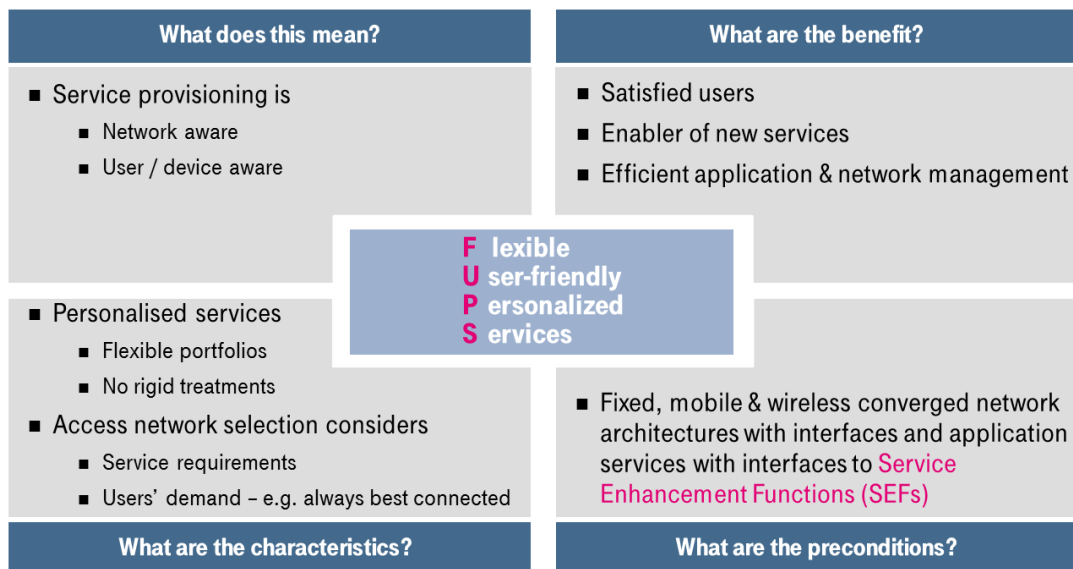 What does this mean?
■ Service provisioning is
■ Network aware
■ User / device aware
What are the benefit?
■ Satisfied users
■ Enabler of new services
■ Efficient application & network management
F lexible
U ser-friendly
P ersonalized
S ervices
■ Personalised services
■ Flexible portfolios
■ No rigid treatments
■ Access network selection considers
■ Service requirements
■ Users' demand – e.g. always best connected
What are the characteristics?
■ Fixed, mobile & wireless converged network
architectures with interfaces and application
services with interfaces to Service
Enhancement Functions (SEFs)
What are the preconditions?